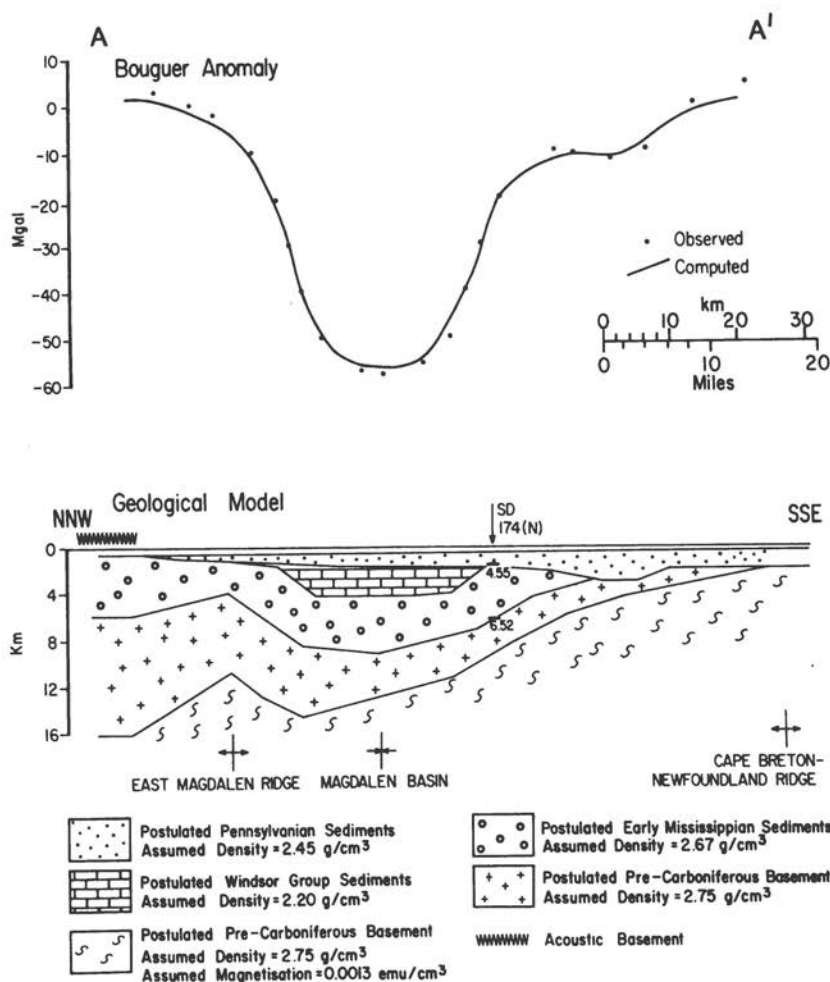 A
A'
Bouguer Anomaly
10
0
-10
-20
-30
-40
-50
-60
Mgal
• Observed
Computed
km
0 10 20 30
0 10 20
Miles
NNW
Geological Model
SD
174(N)
SSE
0
4
8
12
16
Km
4.55
6.52
EAST MAGDALEN RIDGE
MAGDALEN BASIN
CAPE BRETON-
NEWFOUNDLAND RIDGE
Postulated Pennsylvanian Sediments
Assumed Density = 2.45 g/cm³
Postulated Windsor Group Sediments
Assumed Density = 2.20 g/cm³
Postulated Pre-Carboniferous Basement
Assumed Density = 2.75 g/cm³
Assumed Magnetisation = 0.0013 emu/cm³
Postulated Early Mississippian Sediments
Assumed Density = 2.67 g/cm³
Postulated Pre-Carboniferous Basement
Assumed Density = 2.75 g/cm³
Acoustic Basement